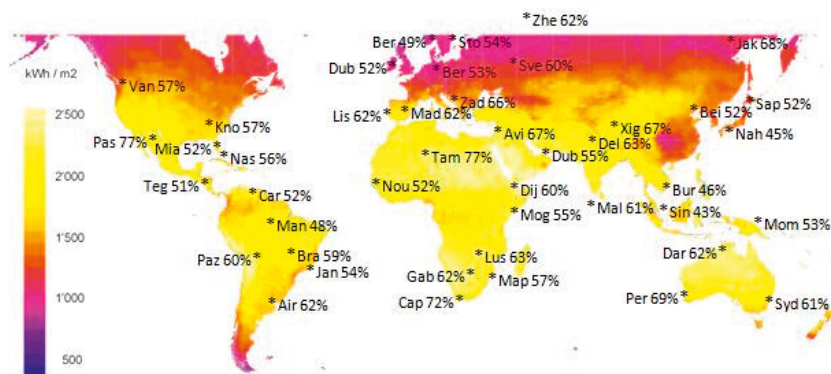 * Zhe 62%
Ber 49% *
* Sto 54%
* Jak 68%
Dub 52% *
* Ber 53%
* Sve 60%
kWh / m2
* Van 57%
* Zad 66%
Lis 62% *
* Mad 62%
Bei 52% *
* Sap 52%
2'500
* Kno 57%
* Avi 67%
* Xig 67%
* Nah 45%
Pas 77% *
Mia 52% *
* Del 63%
* Nas 56%
* Tam 77%
* Dub 55%
2'000
Teg 51% *
* Car 52%
* Nou 52%
* Dij 60%
* Bur 46%
* Mal 61%
* Sin 43%
* Man 48%
* Mog 55%
* Mom 53%
1'500
Paz 60% *
* Bra 59%
* Jan 54%
* Lus 63%
Dar 62% *
Gab 62% *
* Map 57%
1'000
* Air 62%
Cap 72% *
Per 69% *
* Syd 61%
500